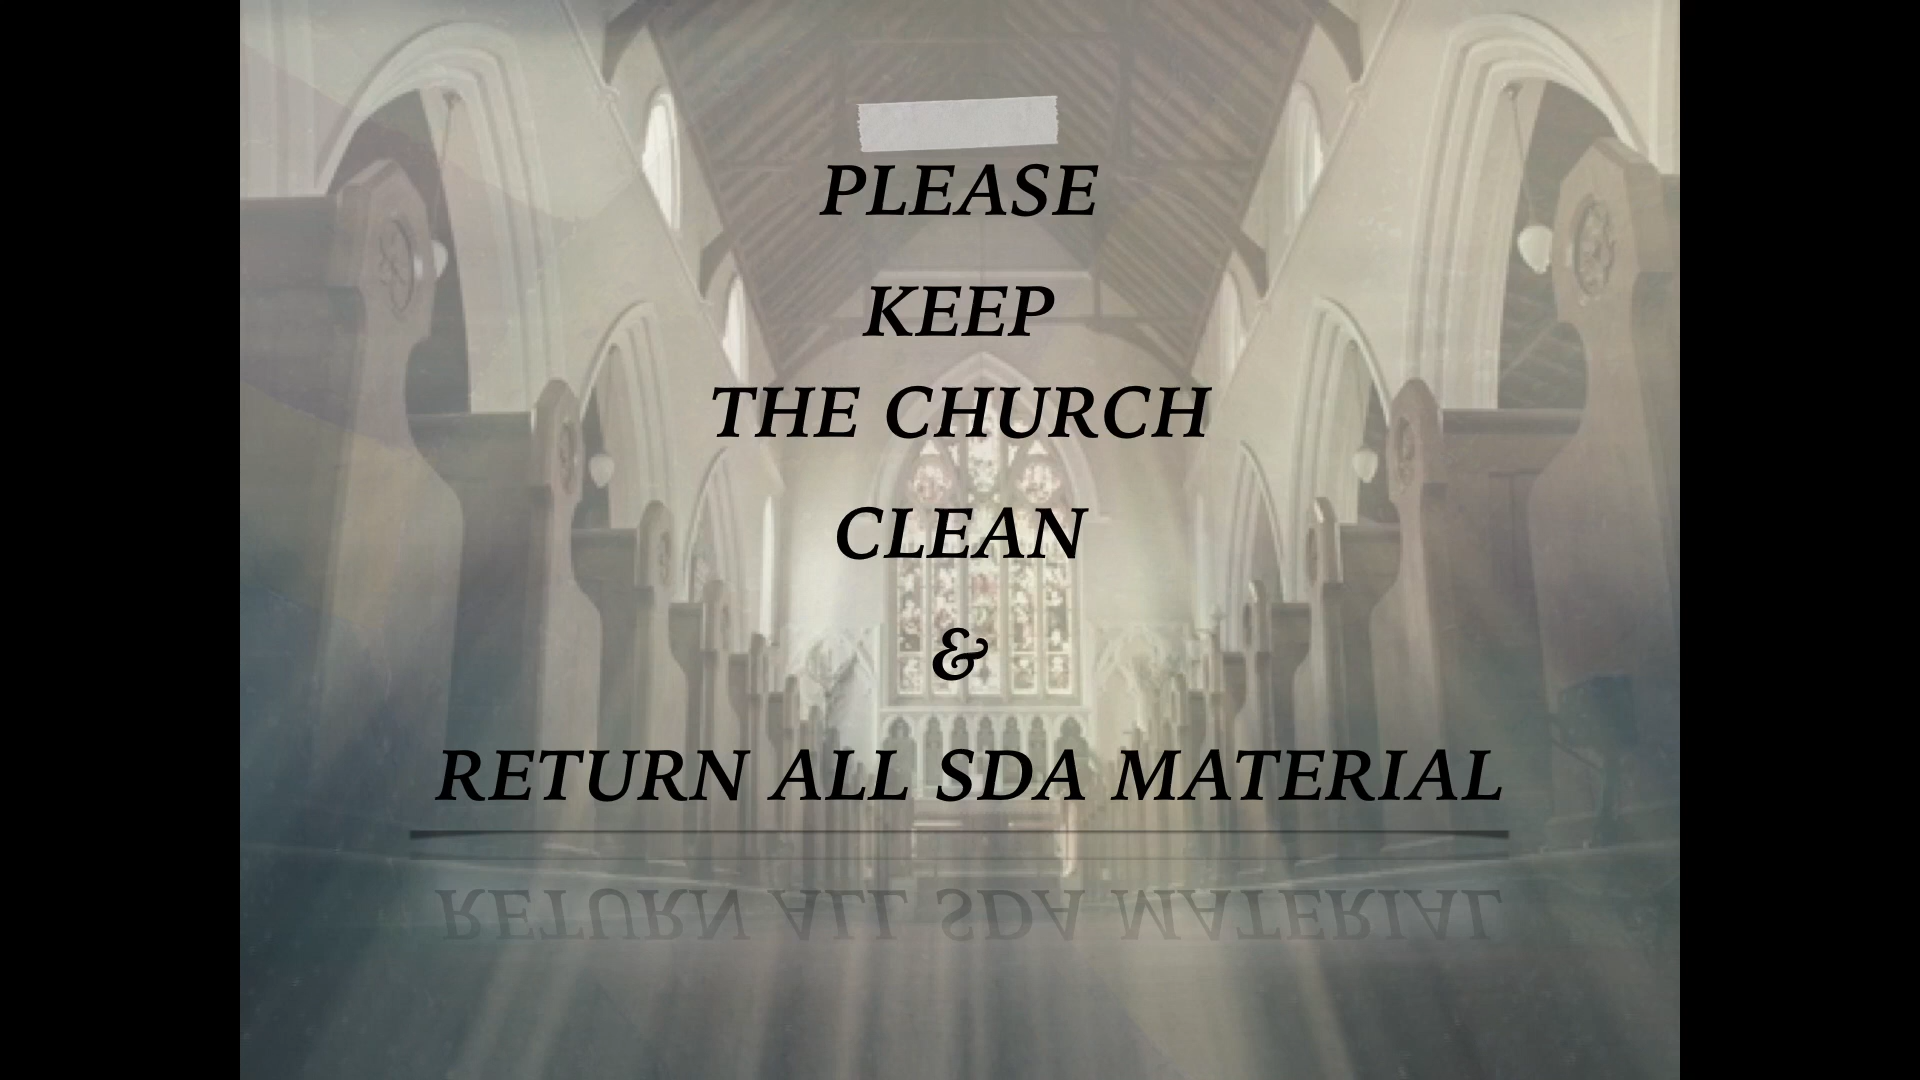 PLEASE
KEEP
THE CHURCH
CLEAN
&
RETURN ALL SDA MATERIAL